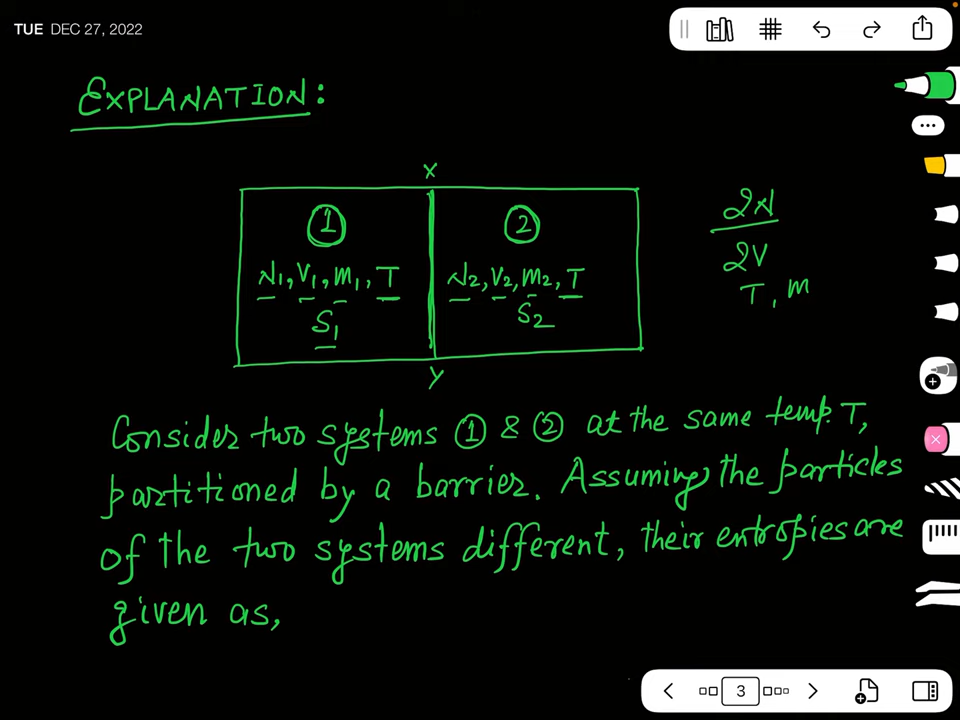 TUE DEC 27, 2022
EXPLANATION:
X
① ②
N1, V1, m1, T N2, V2, m2, T
S1 S2
Y
2N
2V
T, m
Consider two systems ① & ② at the same temp. T,
partitioned by a barrier. Assuming the particles
of the two systems different, their entropies are
given as,
3